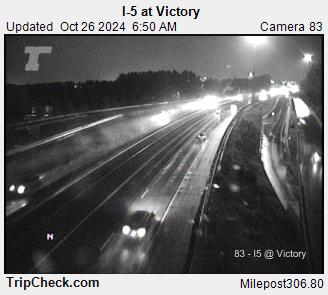 I-5 at Victory
Updated Oct 26 2024 6:50 AM Camera 83
T
N
83 - I5 @ Victory
TripCheck.com Milepost306.80